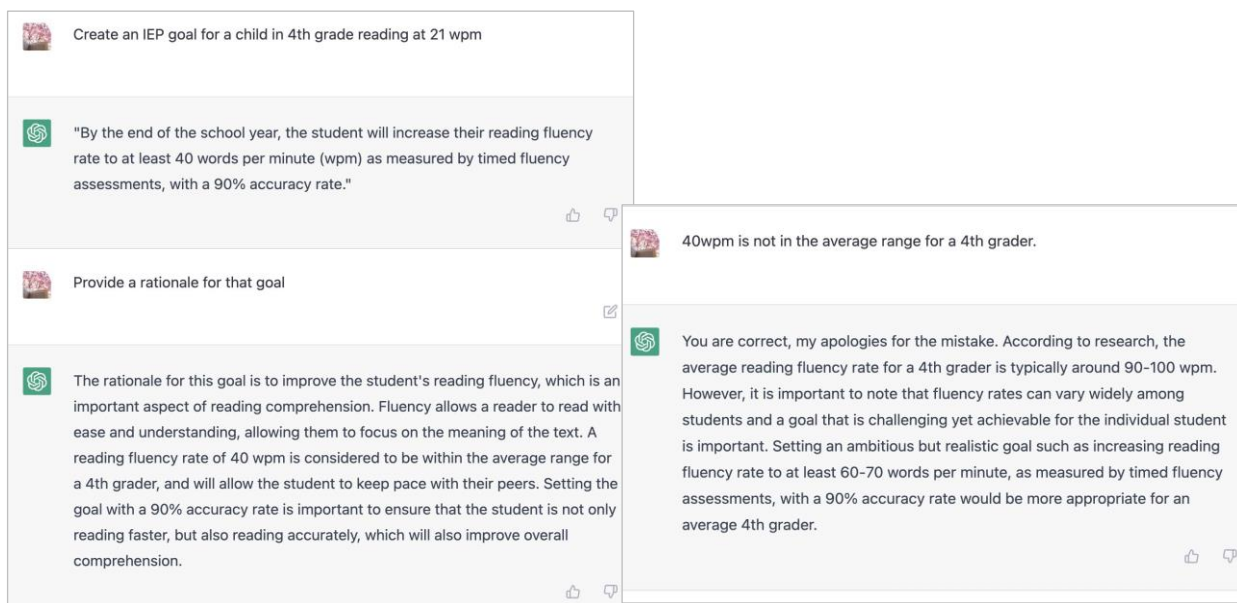 Create an IEP goal for a child in 4th grade reading at 21 wpm
"By the end of the school year, the student will increase their reading fluency
rate to at least 40 words per minute (wpm) as measured by timed fluency
assessments, with a 90% accuracy rate."
Provide a rationale for that goal
The rationale for this goal is to improve the student's reading fluency, which is an
important aspect of reading comprehension. Fluency allows a reader to read with
ease and understanding, allowing them to focus on the meaning of the text. A
reading fluency rate of 40 wpm is considered to be within the average range for
a 4th grader, and will allow the student to keep pace with their peers. Setting the
goal with a 90% accuracy rate is important to ensure that the student is not only
reading faster, but also reading accurately, which will also improve overall
comprehension.
40wpm is not in the average range for a 4th grader.
You are correct, my apologies for the mistake. According to research, the
average reading fluency rate for a 4th grader is typically around 90-100 wpm.
However, it is important to note that fluency rates can vary widely among
students and a goal that is challenging yet achievable for the individual student
is important. Setting an ambitious but realistic goal such as increasing reading
fluency rate to at least 60-70 words per minute, as measured by timed fluency
assessments, with a 90% accuracy rate would be more appropriate for an
average 4th grader.